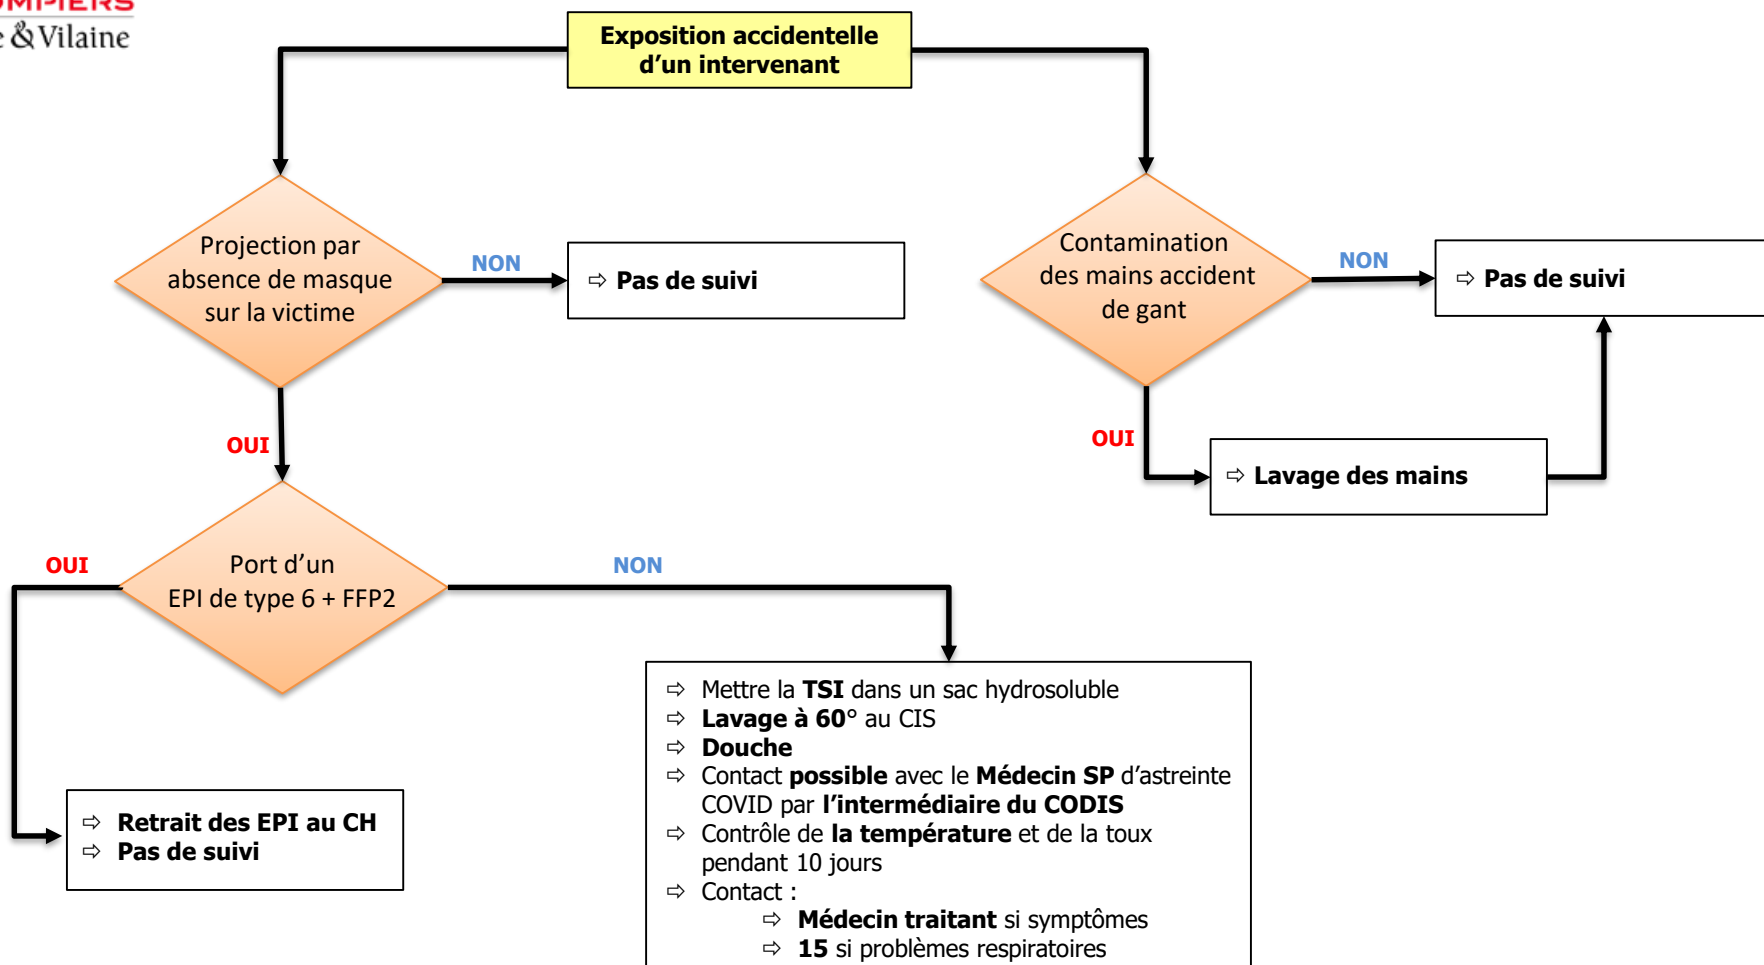 & Vilaine
Exposition accidentelle
d’un intervenant
Projection par
absence de masque
sur la victime
NON
⇨ Pas de suivi
Contamination
des mains accident
de gant
NON
⇨ Pas de suivi
OUI
OUI
⇨ Lavage des mains
OUI
Port d’un
EPI de type 6 + FFP2
NON
⇨ Mettre la TSI dans un sac hydrosoluble
⇨ Lavage à 60° au CIS
⇨ Douche
⇨ Contact possible avec le Médecin SP d’astreinte
COVID par l’intermédiaire du CODIS
⇨ Contrôle de la température et de la toux
pendant 10 jours
⇨ Contact :
⇨ Médecin traitant si symptômes
⇨ 15 si problèmes respiratoires
⇨ Retrait des EPI au CH
⇨ Pas de suivi